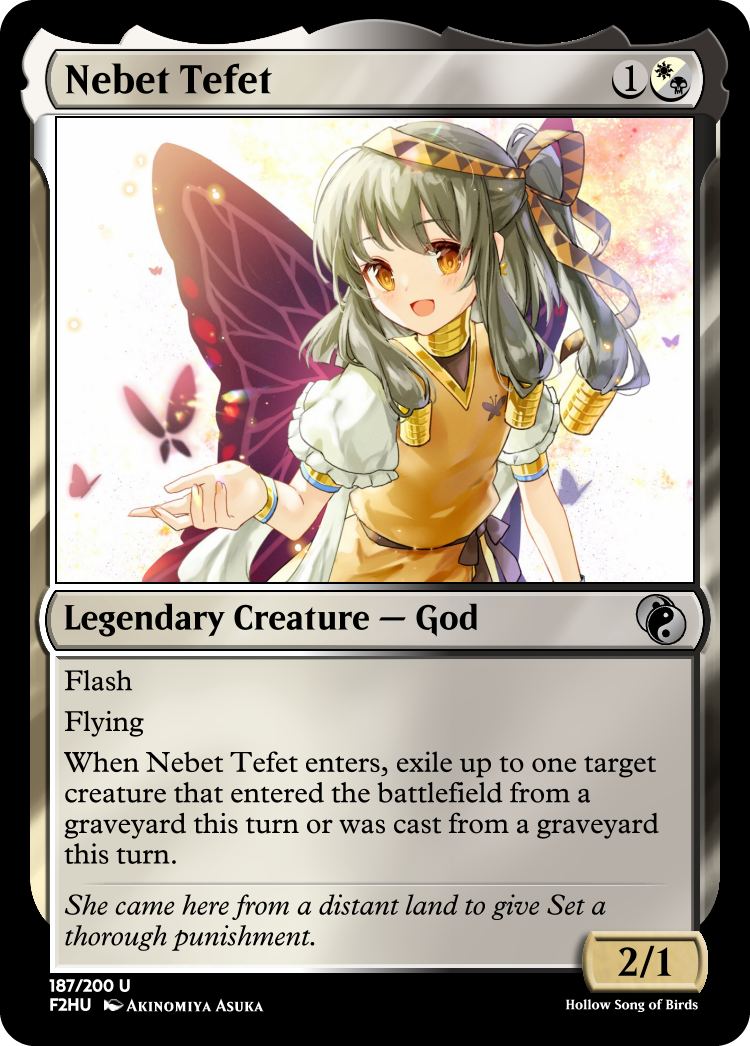 Nebet Tefet
1
Legendary Creature — God
Flash
Flying
When Nebet Tefet enters, exile up to one target
creature that entered the battlefield from a
graveyard this turn or was cast from a graveyard
this turn.
She came here from a distant land to give Set a
thorough punishment.
2/1
187/200 U
F2HU AKINOMIYA ASUKA
Hollow Song of Birds